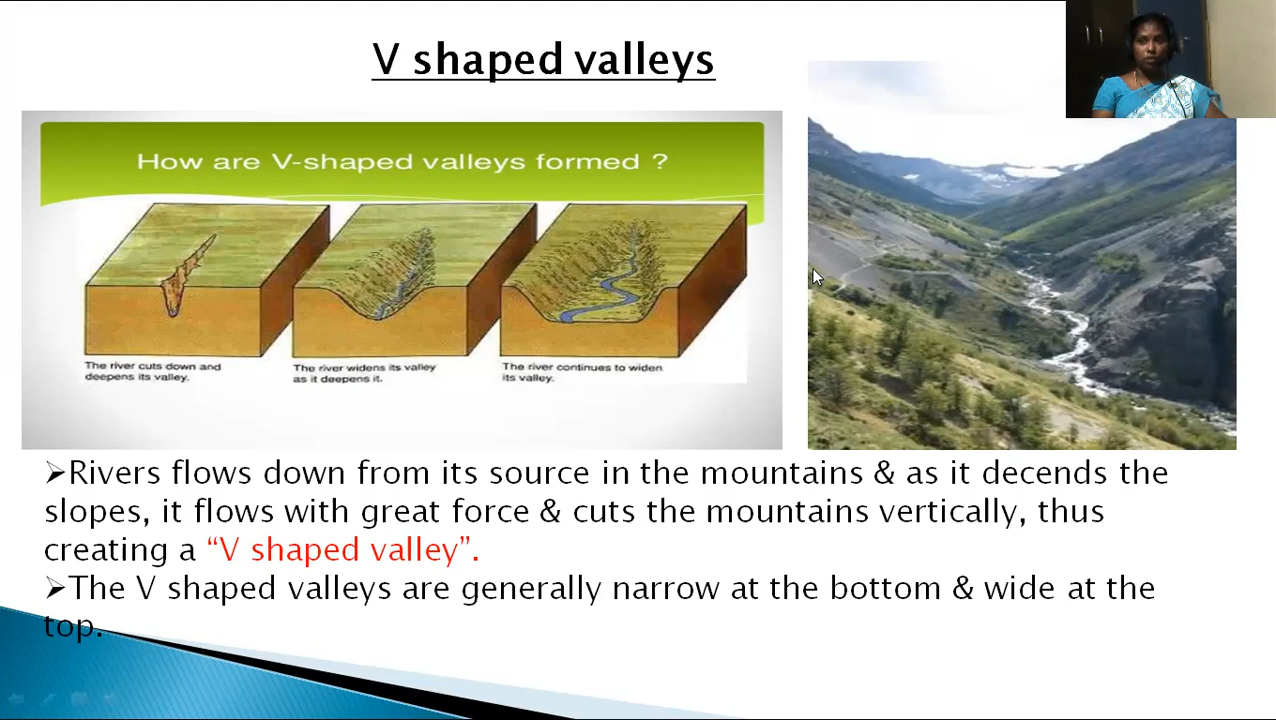 V shaped valleys
How are V-shaped valleys formed ?
The river cuts down and
deepens its valley.
The river widens its valley
as it deepens it.
The river continues to widen
its valley.
➢Rivers flows down from its source in the mountains & as it decends the
slopes, it flows with great force & cuts the mountains vertically, thus
creating a “V shaped valley”.
➢The V shaped valleys are generally narrow at the bottom & wide at the
top.